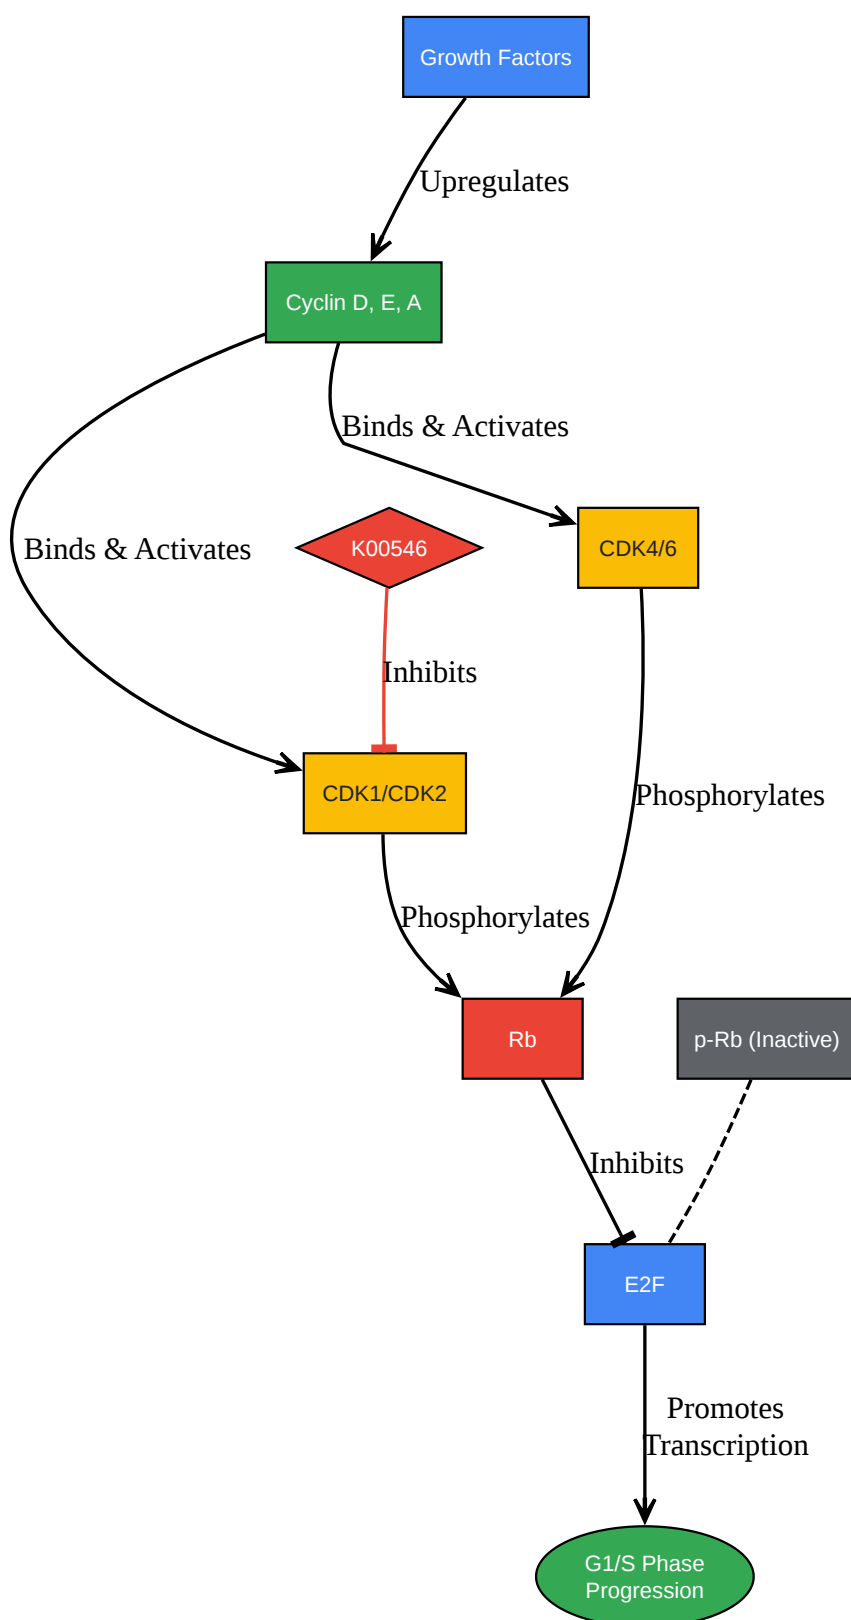 Growth Factors
Upregulates
Cyclin D, E, A
Binds & Activates
Binds & Activates
K00546
CDK4/6
Inhibits
CDK1/CDK2
Phosphorylates
Phosphorylates
Rb
p-Rb (Inactive)
Inhibits
E2F
Promotes
Transcription
G1/S Phase
Progression